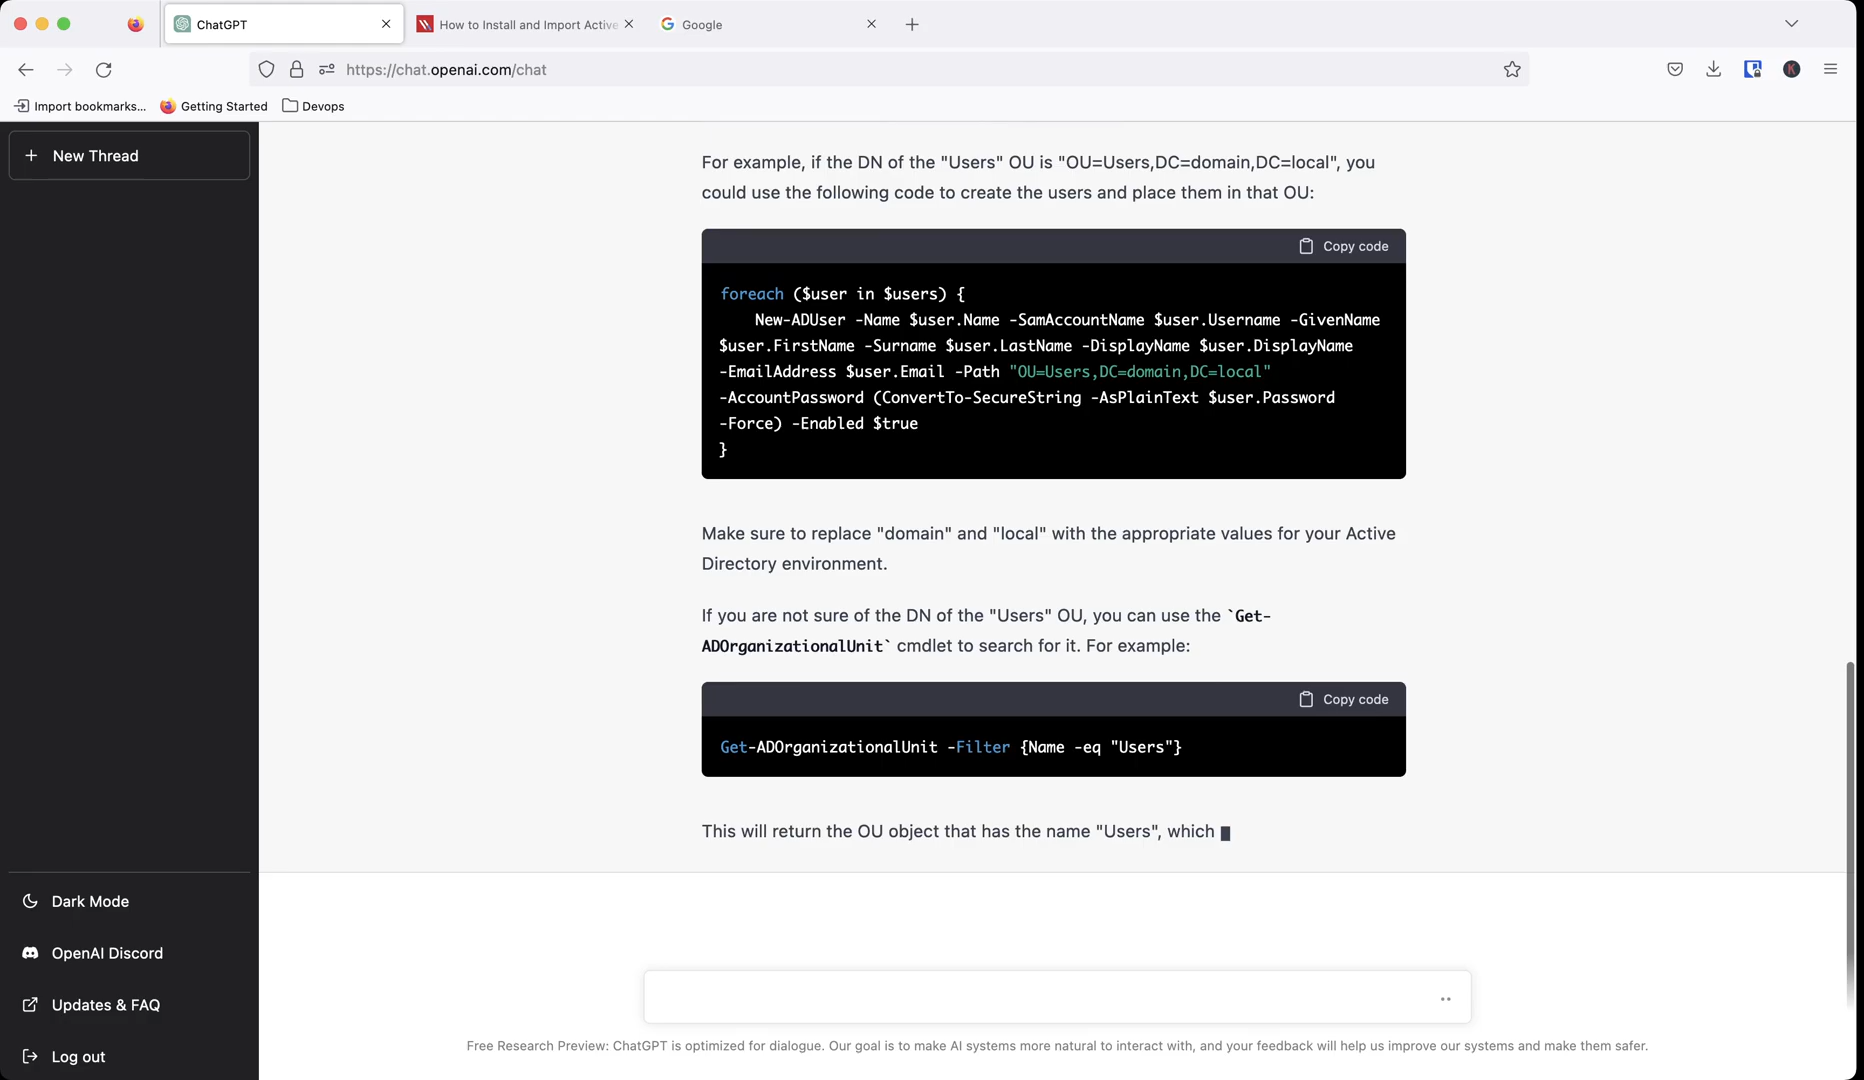 ChatGPT
How to Install and Import Active
Google
https://chat.openai.com/chat
Import bookmarks...
Getting Started
Devops
New Thread
For example, if the DN of the "Users" OU is "OU=Users,DC=domain,DC=local", you
could use the following code to create the users and place them in that OU:
Copy code
foreach ($user in $users) {
New-ADUser -Name $user.Name -SamAccountName $user.Username -GivenName
$user.FirstName -Surname $user.LastName -DisplayName $user.DisplayName
-EmailAddress $user.Email -Path "OU=Users,DC=domain,DC=local"
-AccountPassword (ConvertTo-SecureString -AsPlainText $user.Password
-Force) -Enabled $true
}
Make sure to replace "domain" and "local" with the appropriate values for your Active
Directory environment.
If you are not sure of the DN of the "Users" OU, you can use the `Get-
ADOrganizationalUnit` cmdlet to search for it. For example:
Copy code
Get-ADOrganizationalUnit -Filter {Name -eq "Users"}
This will return the OU object that has the name "Users", which
Dark Mode
OpenAI Discord
Updates & FAQ
Log out
Free Research Preview: ChatGPT is optimized for dialogue. Our goal is to make AI systems more natural to interact with, and your feedback will help us improve our systems and make them safer.